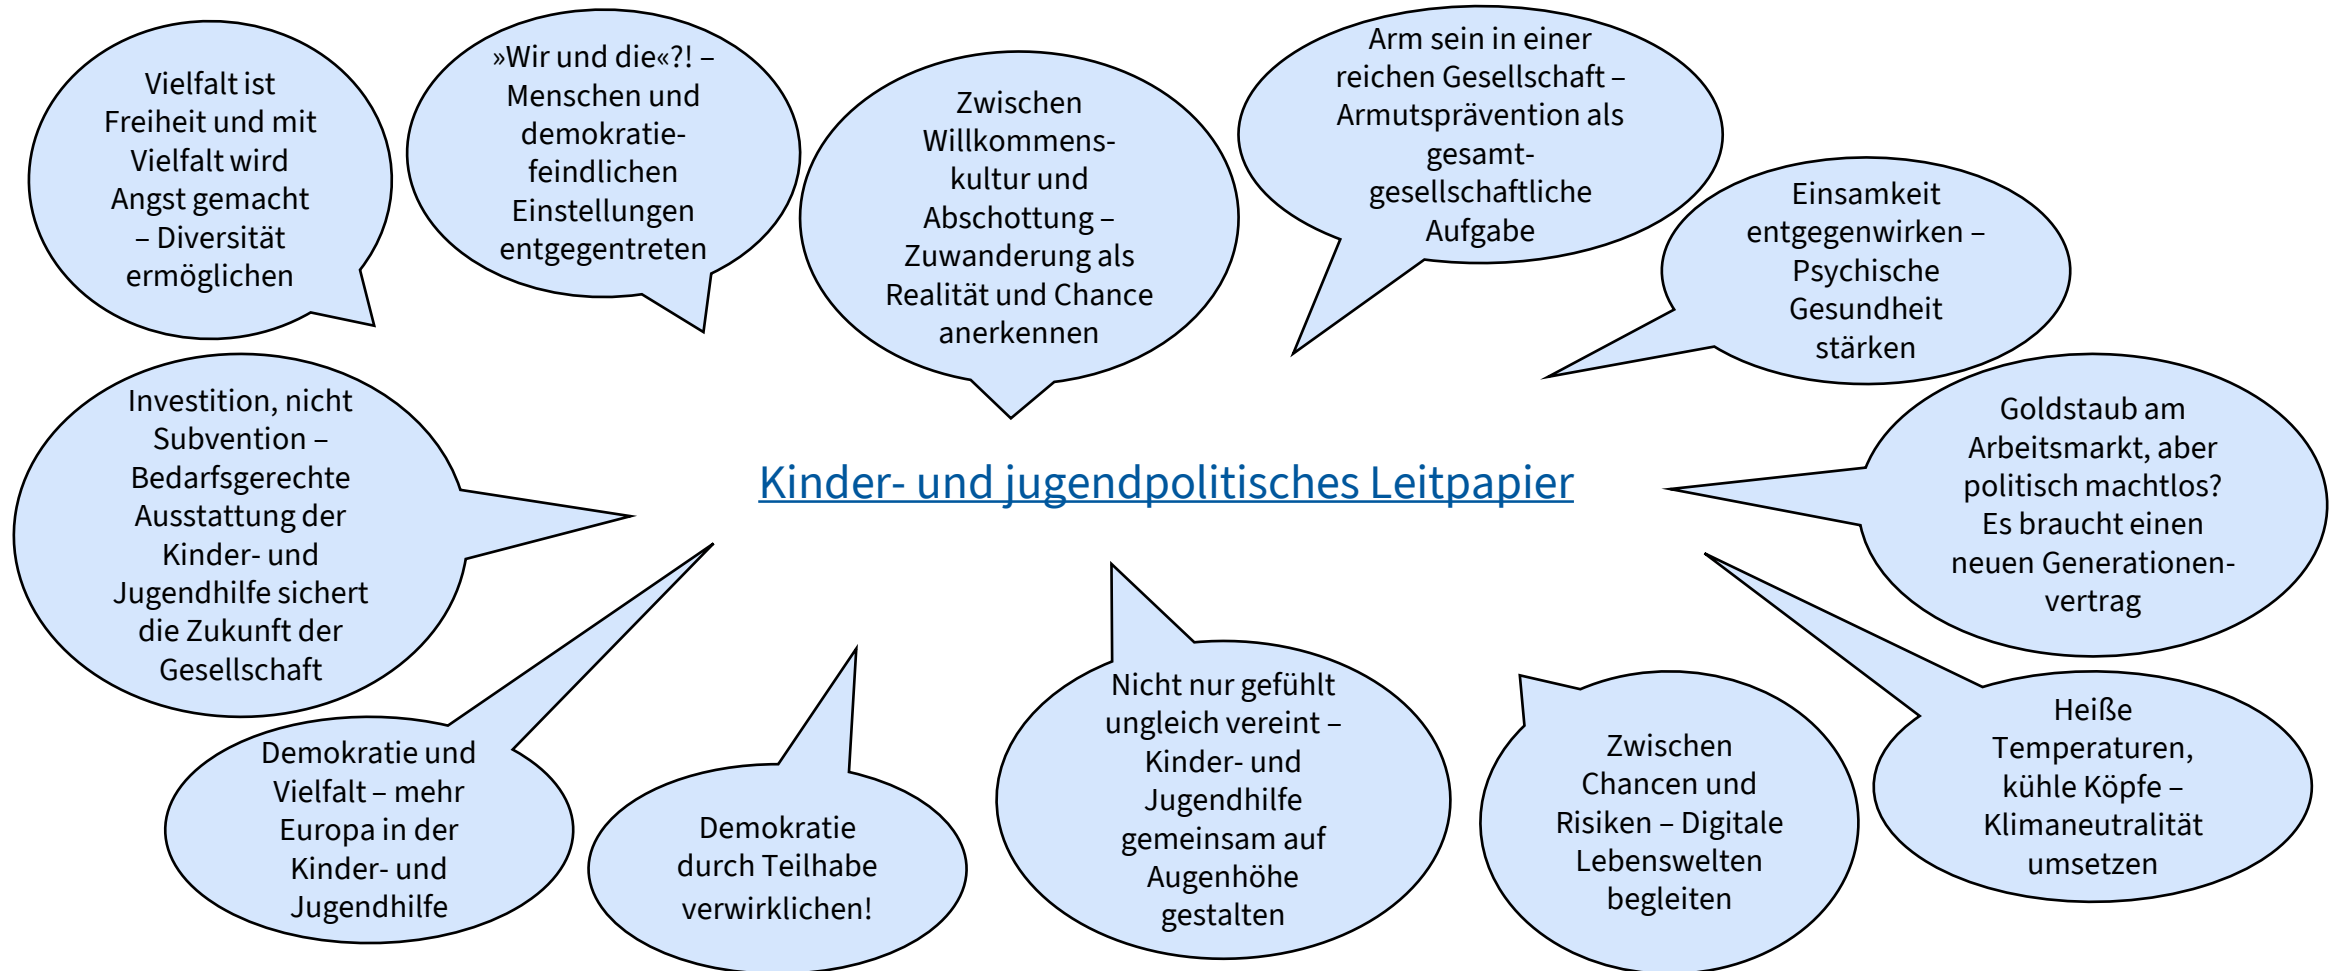 Vielfalt ist
Freiheit und mit
Vielfalt wird
Angst gemacht
– Diversität
ermöglichen
»Wir und die«?! –
Menschen und
demokratie-
feindlichen
Einstellungen
entgegentreten
Zwischen
Willkommens-
kultur und
Abschottung –
Zuwanderung als
Realität und Chance
anerkennen
Arm sein in einer
reichen Gesellschaft –
Armutsprävention als
gesamt-
gesellschaftliche
Aufgabe
Einsamkeit
entgegenwirken –
Psychische
Gesundheit
stärken
Investition, nicht
Subvention –
Bedarfsgerechte
Ausstattung der
Kinder- und
Jugendhilfe sichert
die Zukunft der
Gesellschaft
Kinder- und jugendpolitisches Leitpapier
Goldstaub am
Arbeitsmarkt, aber
politisch machtlos?
Es braucht einen
neuen Generationen-
vertrag
Demokratie und
Vielfalt – mehr
Europa in der
Kinder- und
Jugendhilfe
Demokratie
durch Teilhabe
verwirklichen!
Nicht nur gefühlt
ungleich vereint –
Kinder- und
Jugendhilfe
gemeinsam auf
Augenhöhe
gestalten
Zwischen
Chancen und
Risiken – Digitale
Lebenswelten
begleiten
Heiße
Temperaturen,
kühle Köpfe –
Klimaneutralität
umsetzen